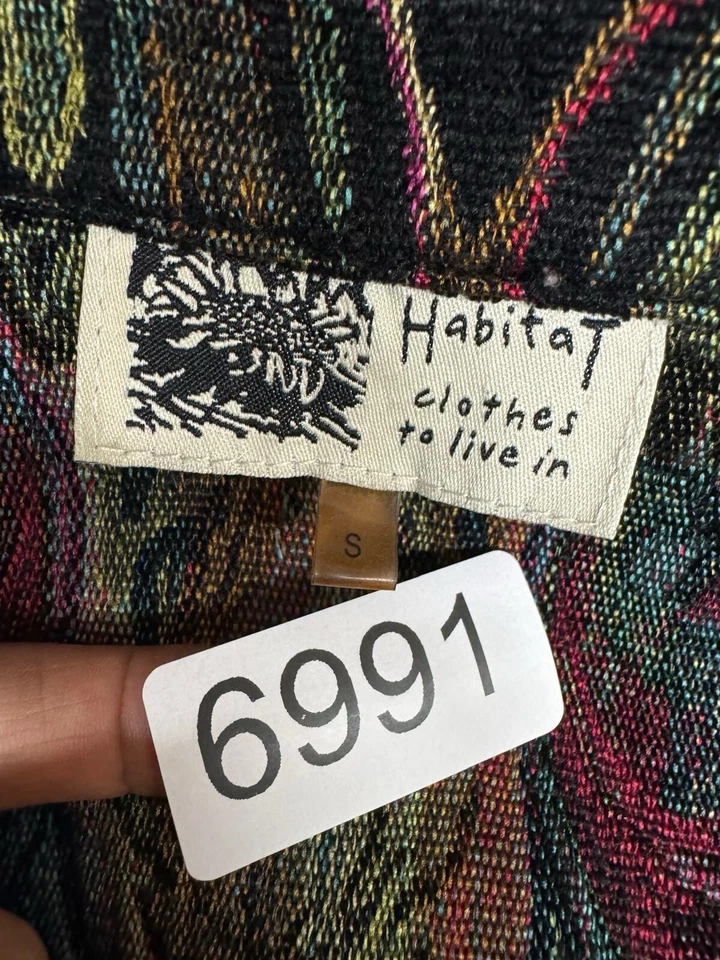 HabitaT
clothes
to live in
S
6991